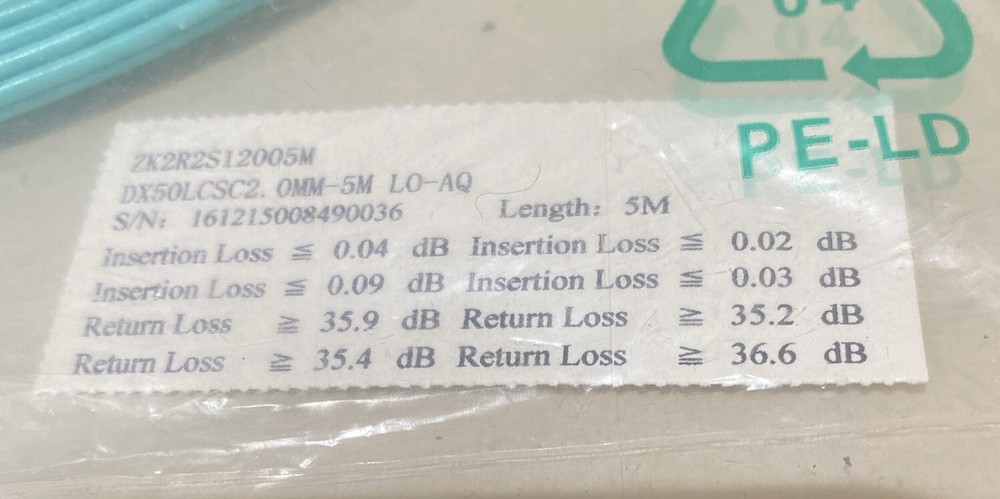 04
PE-LD
ZK2R2S12005M
DX50LCSC2.0MM-5M LO-AQ
S/N: 161215008490036 Length: 5M
Insertion Loss ≦ 0.04 dB Insertion Loss ≦ 0.02 dB
Insertion Loss ≦ 0.09 dB Insertion Loss ≦ 0.03 dB
Return Loss ≧ 35.9 dB Return Loss ≧ 35.2 dB
Return Loss ≧ 35.4 dB Return Loss ≧ 36.6 dB